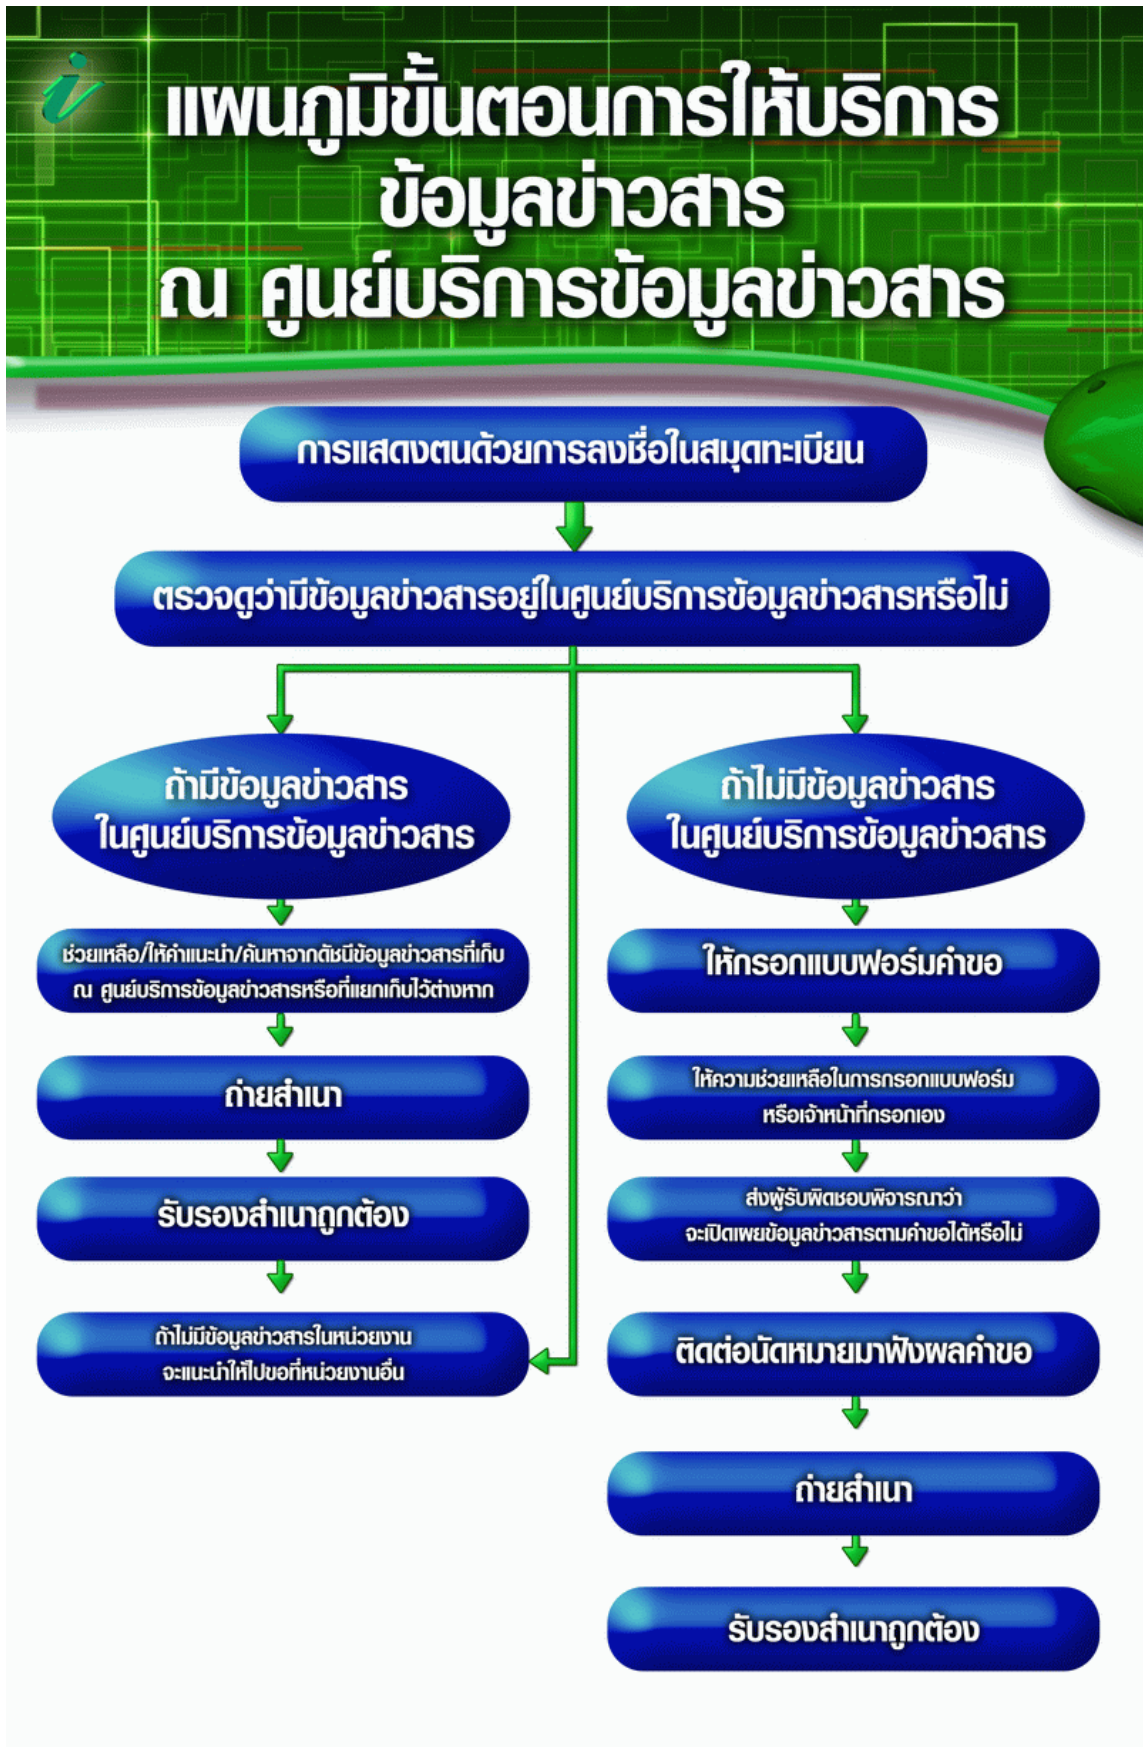 แผนภูมิขั้นตอนการให้บริการ
ข้อมูลข่าวสาร
ณ ศูนย์บริการข้อมูลข่าวสาร
การแสดงตนด้วยการลงชื่อในสมุดทะเบียน
ตรวจดูว่ามีข้อมูลข่าวสารอยู่ในศูนย์บริการข้อมูลข่าวสารหรือไม่
ถ้ามีข้อมูลข่าวสาร
ในศูนย์บริการข้อมูลข่าวสาร
ช่วยเหลือ/ให้คำแนะนำ/ค้นหาจากดัชนีข้อมูลข่าวสารที่เก็บ
ณ ศูนย์บริการข้อมูลข่าวสารหรือที่แยกเก็บไว้ต่างหาก
ถ่ายสำเนา
รับรองสำเนาถูกต้อง
ถ้าไม่มีข้อมูลข่าวสารในหน่วยงาน
จะแนะนำให้ไปขอที่หน่วยงานอื่น
ถ้าไม่มีข้อมูลข่าวสาร
ในศูนย์บริการข้อมูลข่าวสาร
ให้กรอกแบบฟอร์มคำขอ
ให้ความช่วยเหลือในการกรอกแบบฟอร์ม
หรือเจ้าหน้าที่กรอกเอง
ส่งผู้รับผิดชอบพิจารณาว่า
จะเปิดเผยข้อมูลข่าวสารตามคำขอได้หรือไม่
ติดต่อนัดหมายมาฟังผลคำขอ
ถ่ายสำเนา
รับรองสำเนาถูกต้อง